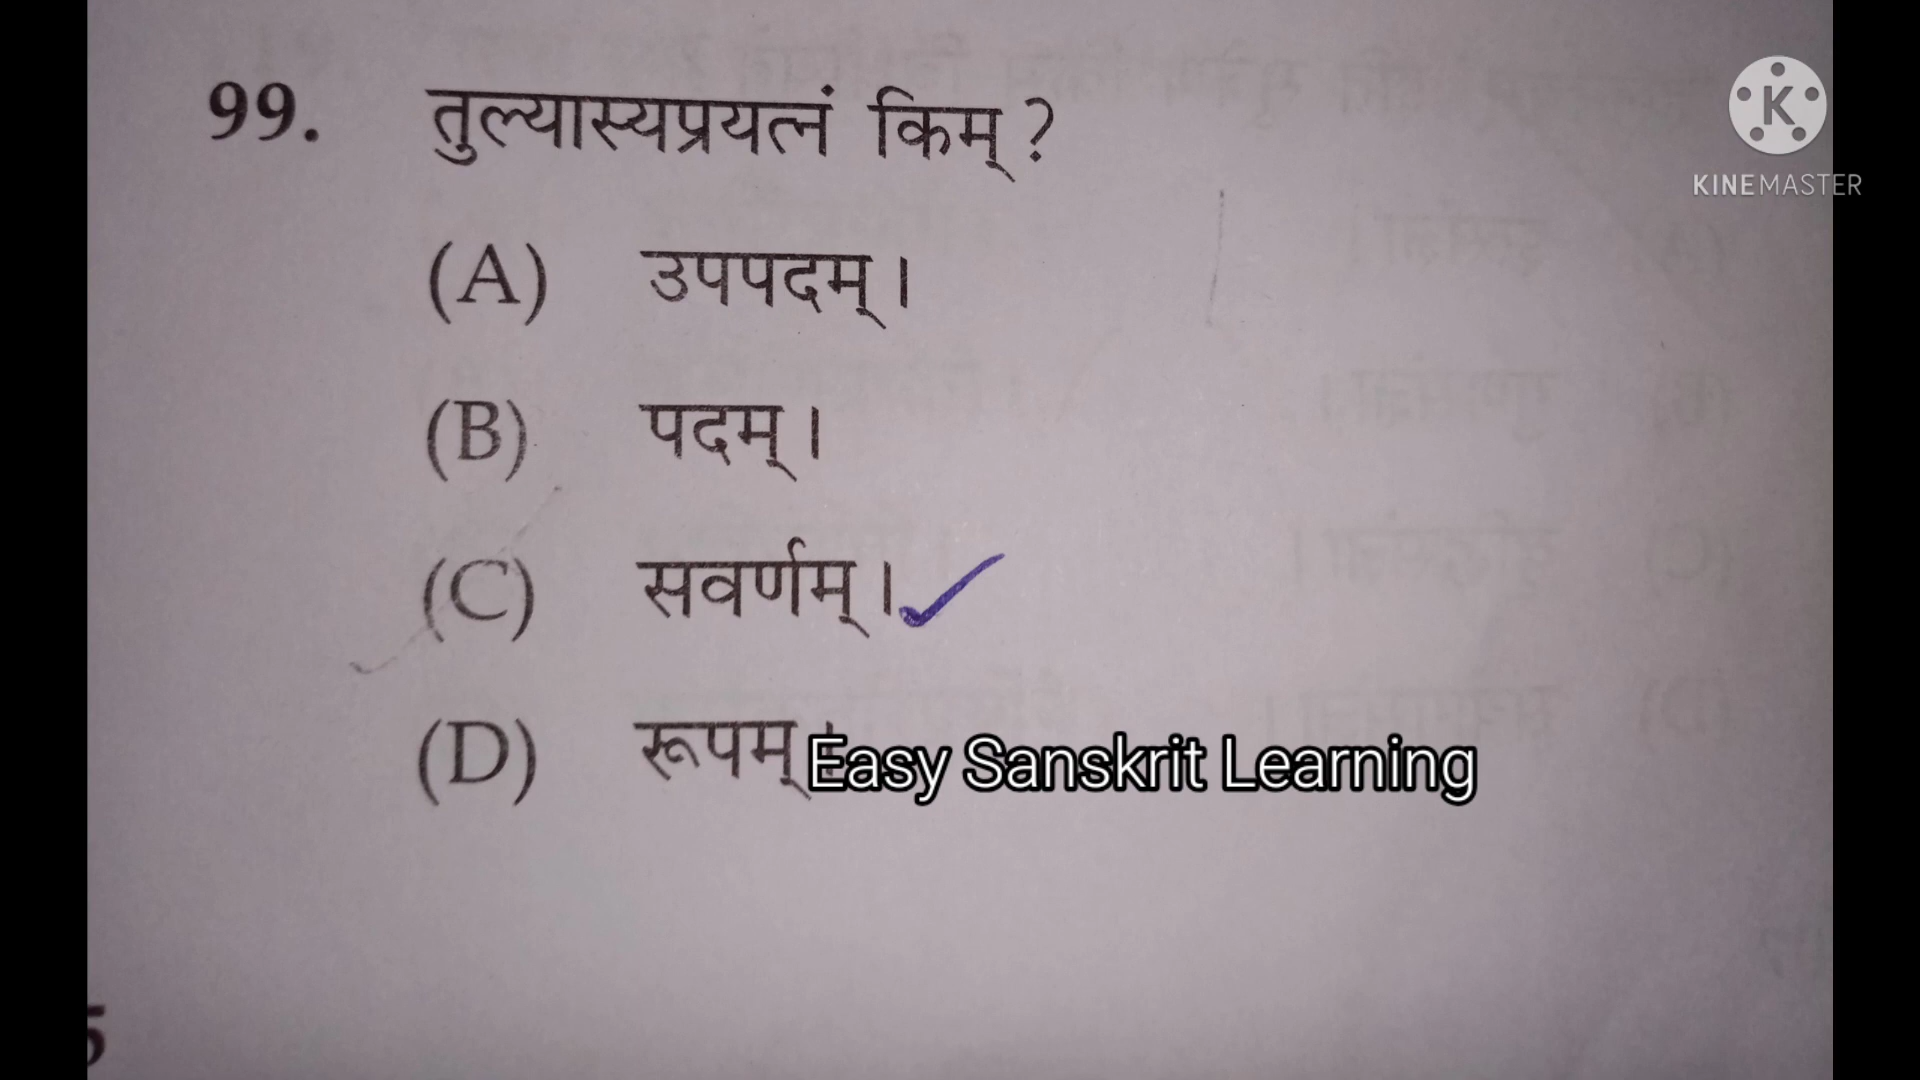 99. तुल्यास्यप्रयत्नं किम् ?
(A) उपपदम् ।
(B) पदम् ।
(C) सवर्णम् ।
(D) रूपम् ।
Easy Sanskrit Learning
K
KINEMASTER